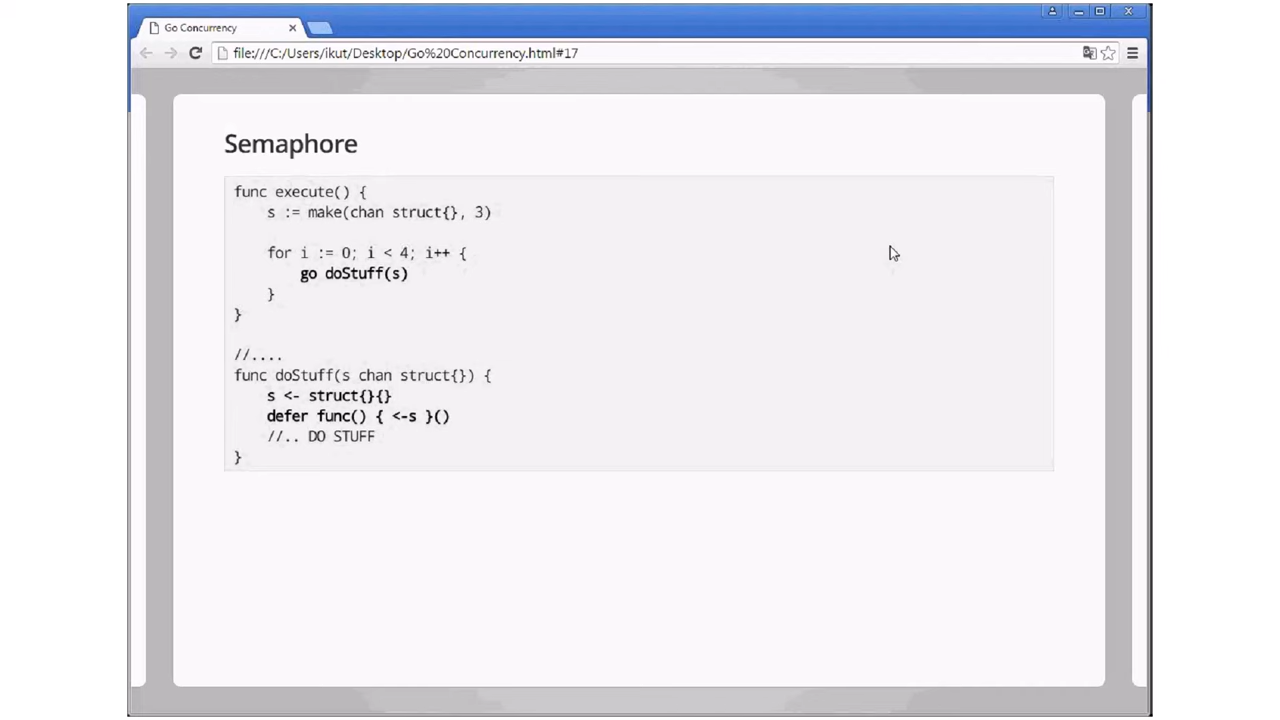 Go Concurrency
file:///C:/Users/ikut/Desktop/Go%20Concurrency.html#17
Semaphore
func execute() {
    s := make(chan struct{}, 3)
    for i := 0; i < 4; i++ {
        go doStuff(s)
    }
}
//....
func doStuff(s chan struct{}) {
    s <- struct{}{}
    defer func() { <-s }()
    //.. DO STUFF
}